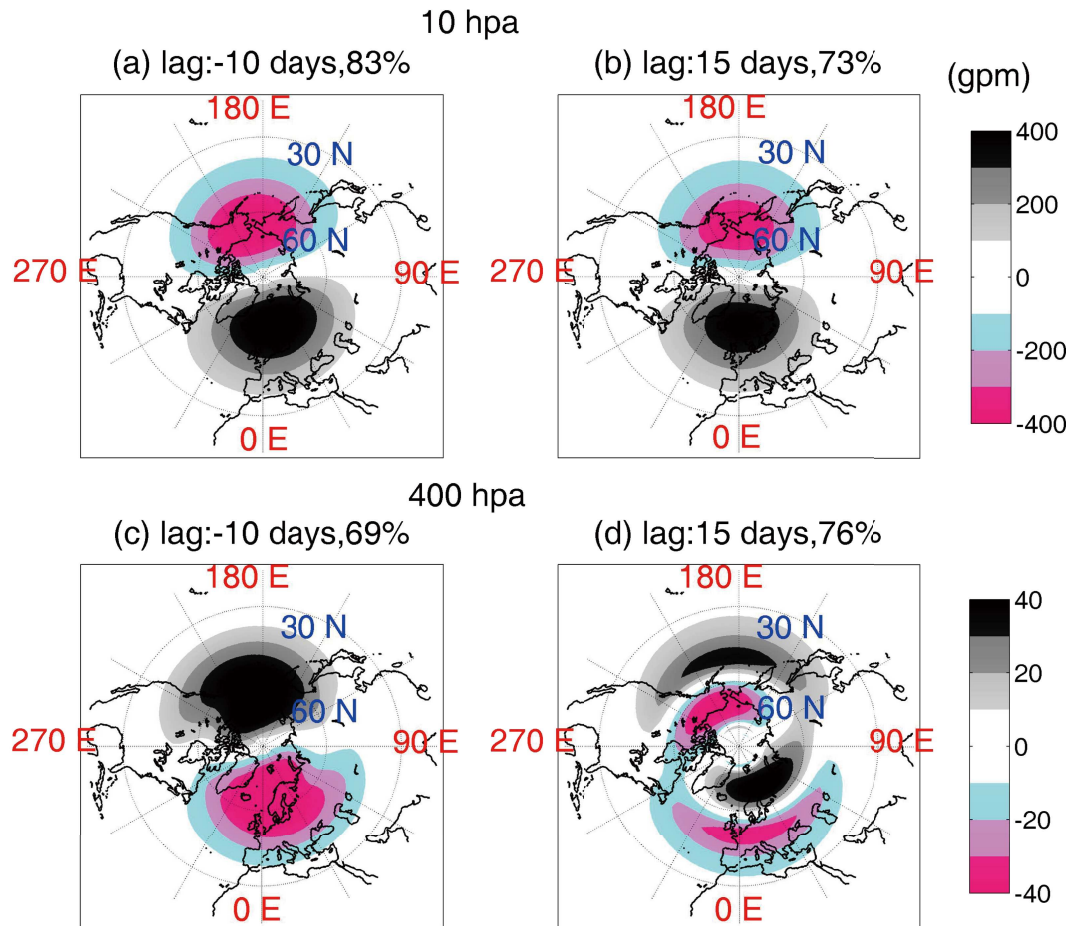 10 hpa
(a) lag:-10 days,83%
(b) lag:15 days,73%
(gpm)
180 E
30 N
60 N
270 E
90 E
0 E
180 E
30 N
60 N
270 E
90 E
0 E
400
200
0
-200
-400
400 hpa
(c) lag:-10 days,69%
(d) lag:15 days,76%
180 E
30 N
60 N
270 E
90 E
0 E
180 E
30 N
60 N
270 E
90 E
0 E
40
20
0
-20
-40